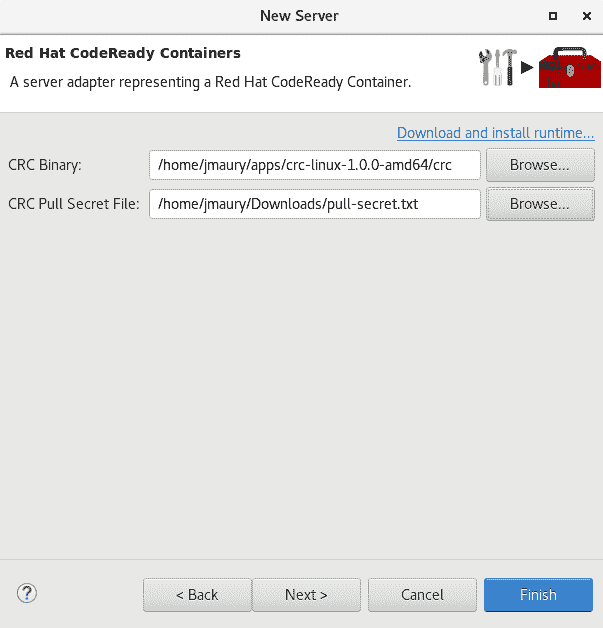 New Server
Red Hat CodeReady Containers
A server adapter representing a Red Hat CodeReady Container.
Download and install runtime...
CRC Binary: /home/jmaury/apps/crc-linux-1.0.0-amd64/crc Browse...
CRC Pull Secret File: /home/jmaury/Downloads/pull-secret.txt Browse...
? < Back Next > Cancel Finish